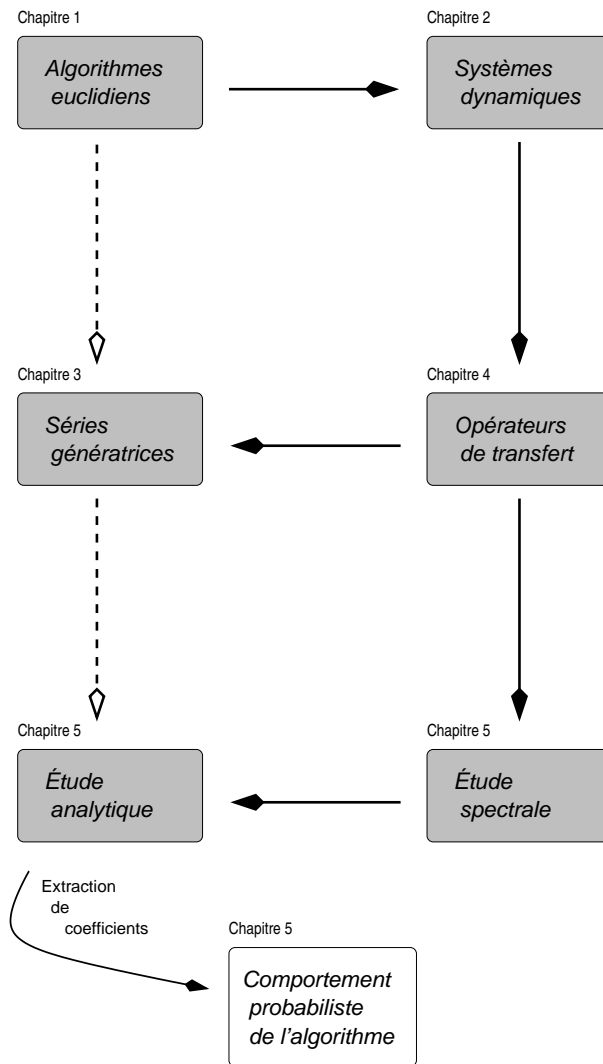 Chapitre 1
Algorithmes
euclidiens
Chapitre 2
Systèmes
dynamiques
Chapitre 3
Séries
génératrices
Chapitre 4
Opérateurs
de transfert
Chapitre 5
Étude
analytique
Chapitre 5
Étude
spectrale
Extraction
de
coefficients
Chapitre 5
Comportement
probabiliste
de l'algorithme